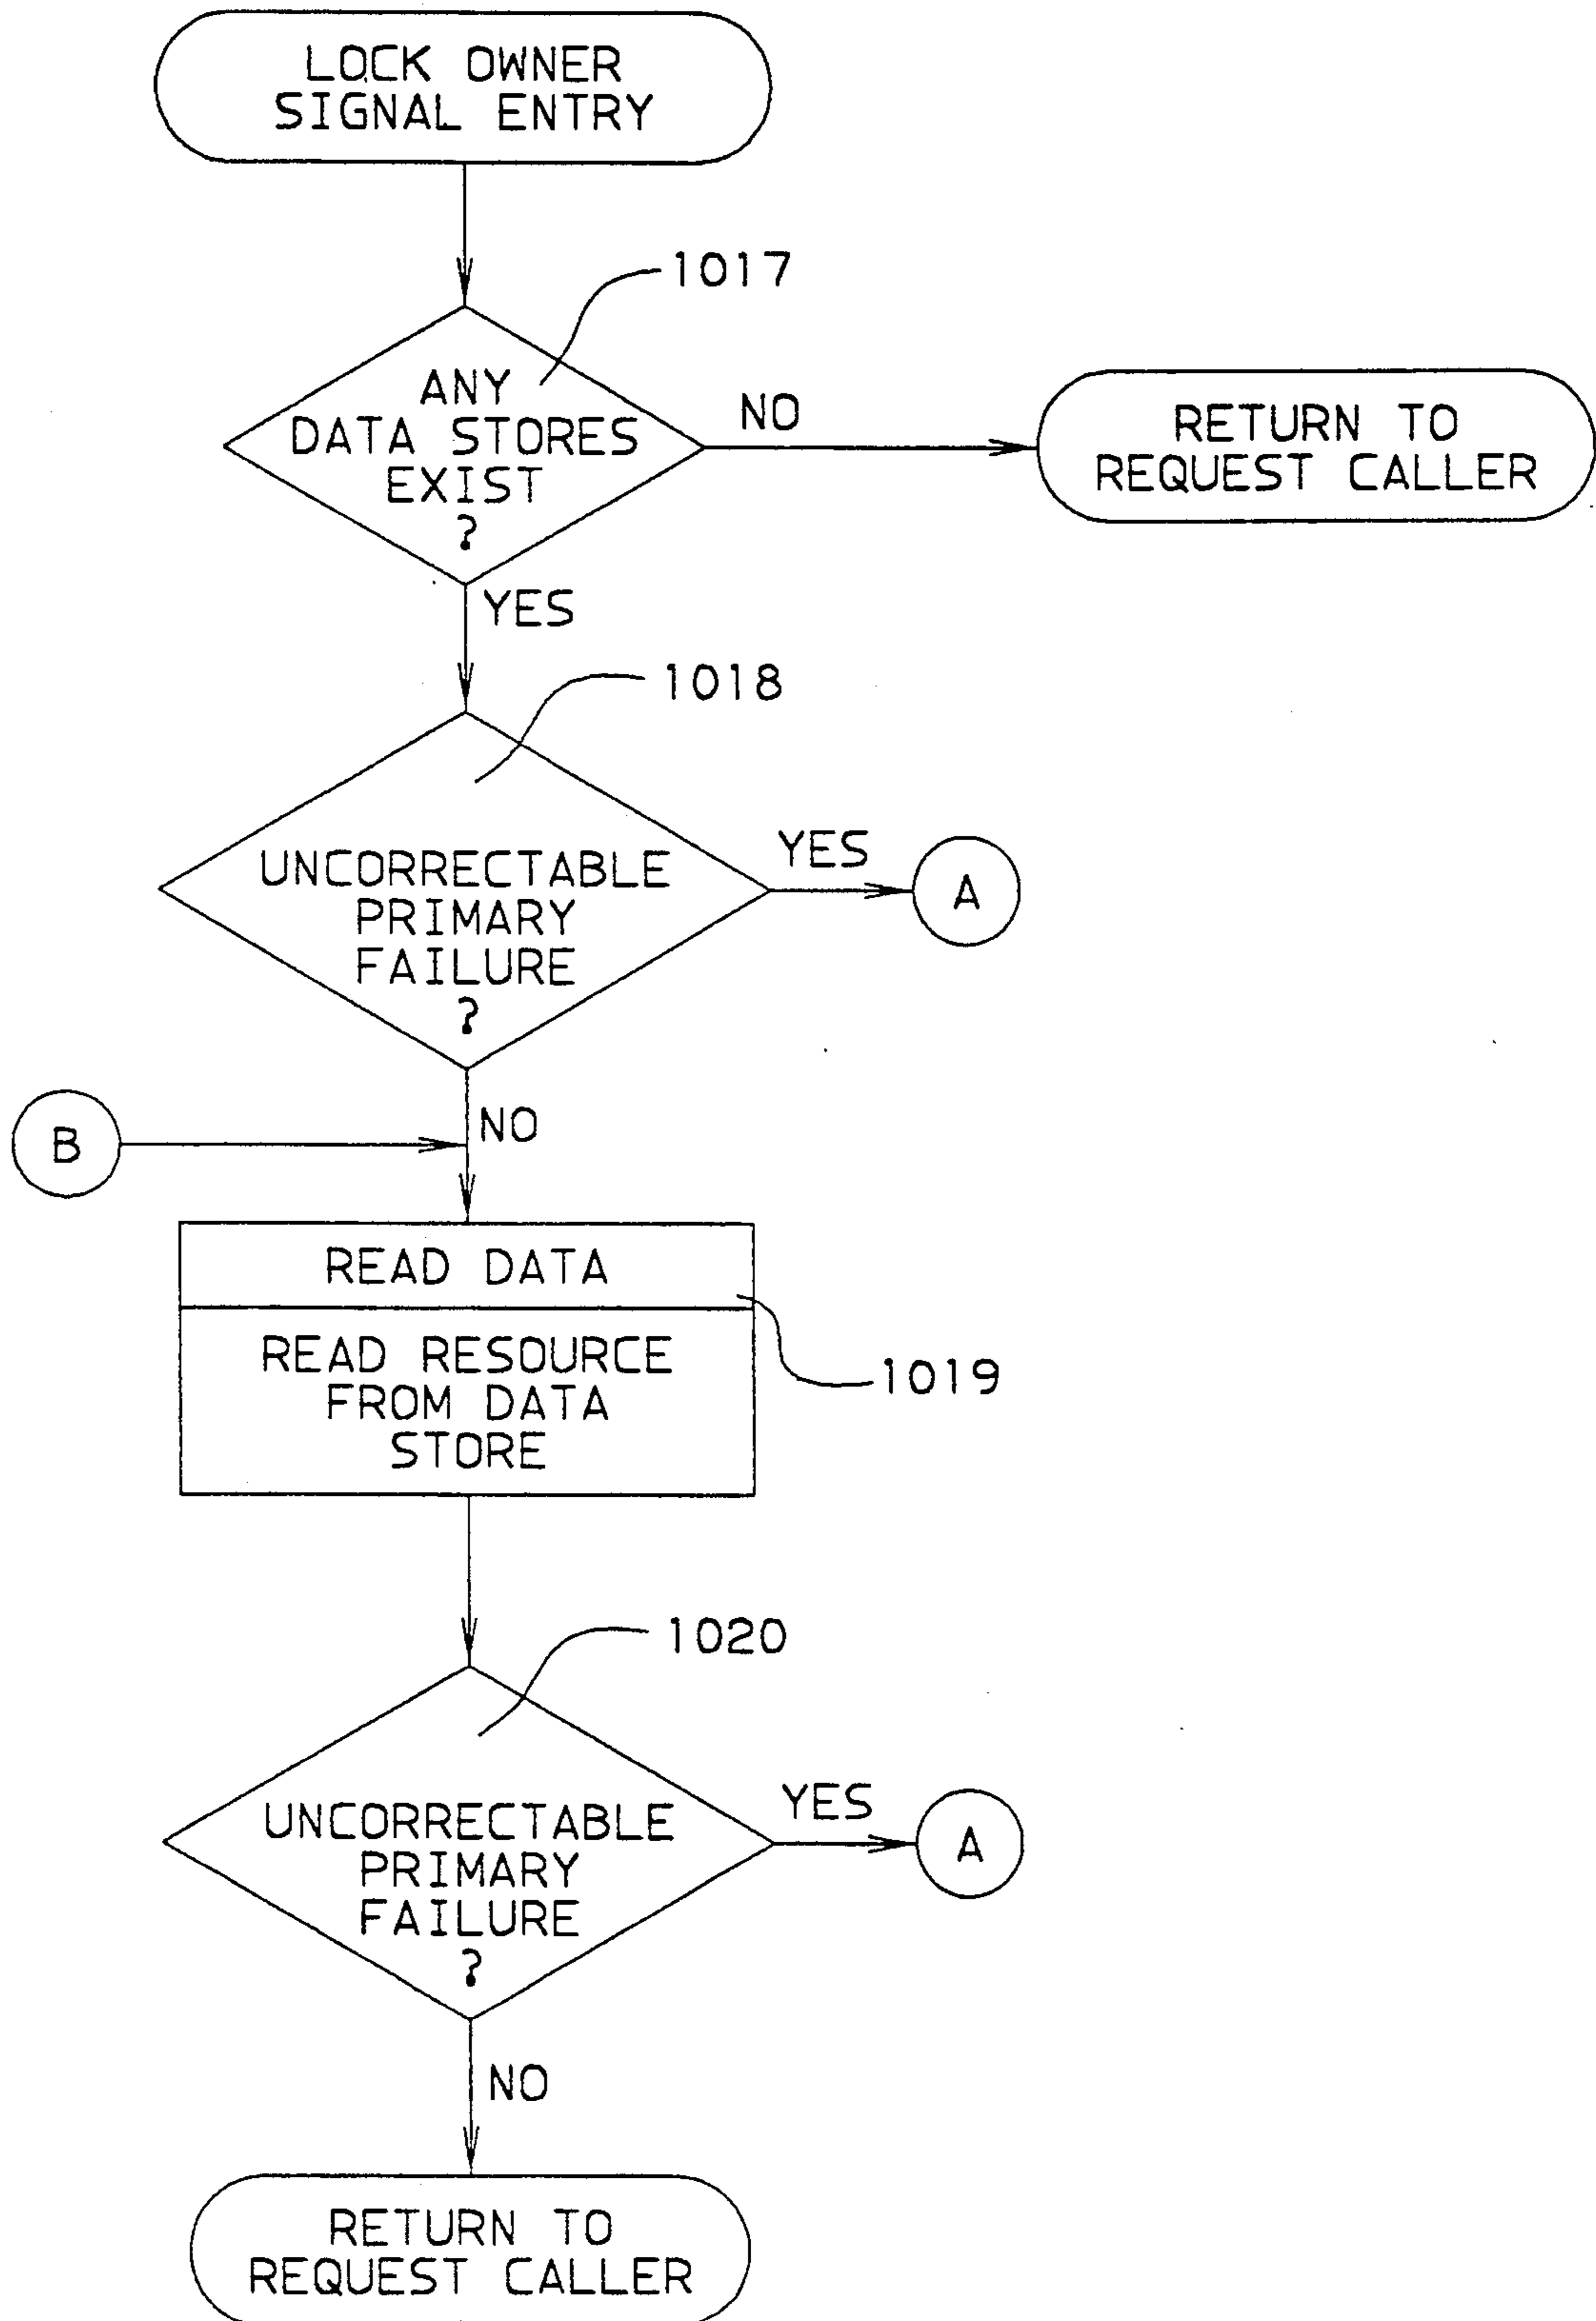 LOCK OWNER
SIGNAL ENTRY
1017
ANY
DATA STORES
EXIST
?
NO
RETURN TO
REQUEST CALLER
YES
1018
UNCORRECTABLE
PRIMARY
FAILURE
?
YES
A
NO
B
READ DATA
READ RESOURCE
FROM DATA
STORE
1019
1020
UNCORRECTABLE
PRIMARY
FAILURE
?
YES
A
NO
RETURN TO
REQUEST CALLER